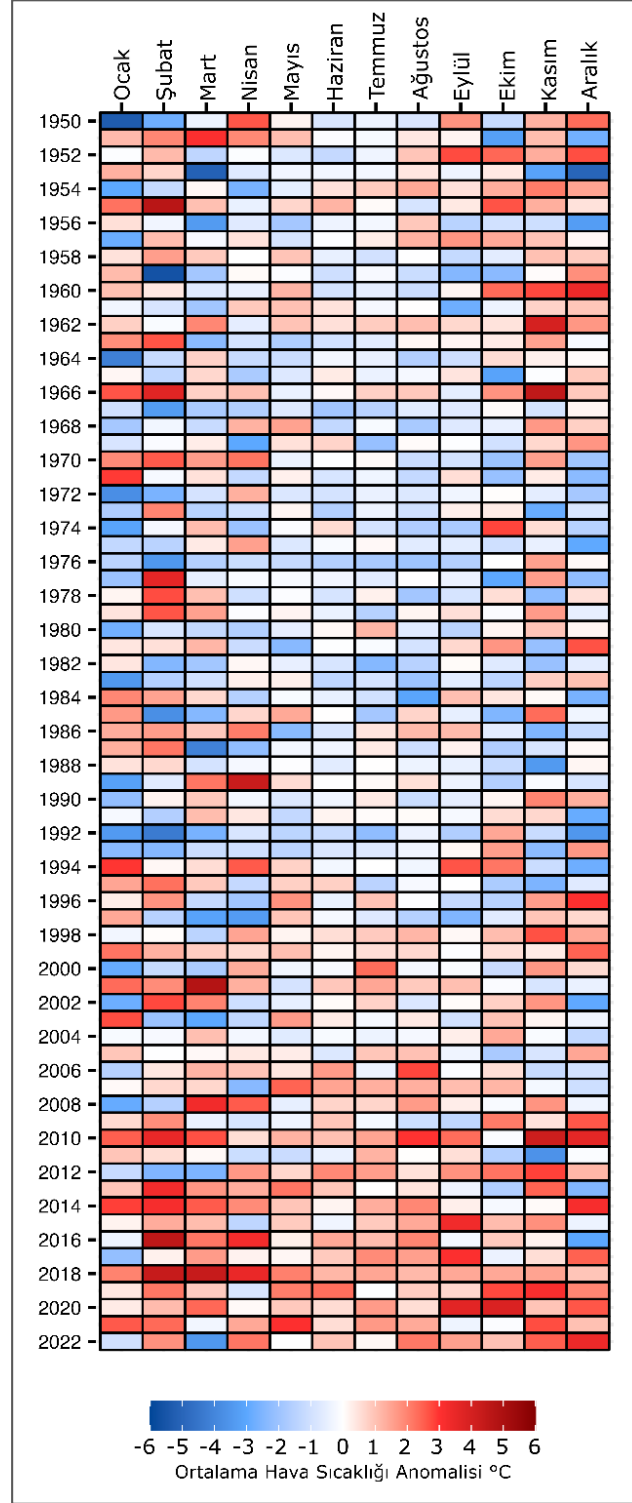 Ocak
Şubat
Mart
Nisan
Mayıs
Haziran
Temmuz
Ağustos
Eylül
Ekim
Kasım
Aralık
1950
1952
1954
1956
1958
1960
1962
1964
1966
1968
1970
1972
1974
1976
1978
1980
1982
1984
1986
1988
1990
1992
1994
1996
1998
2000
2002
2004
2006
2008
2010
2012
2014
2016
2018
2020
2022
-6 -5 -4 -3 -2 -1 0 1 2 3 4 5 6
Ortalama Hava Sıcaklığı Anomalisi °C